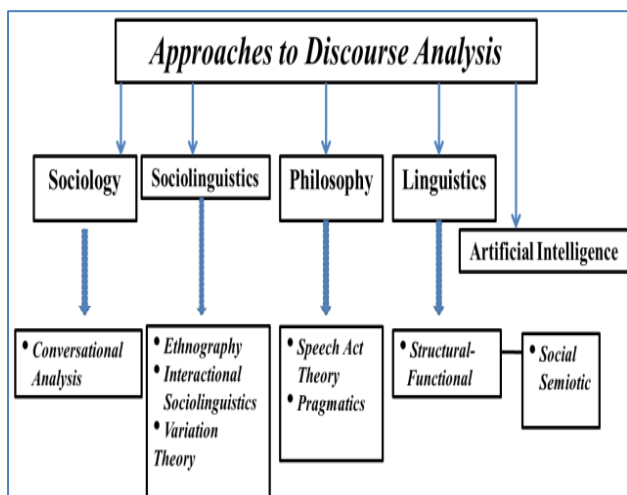 Approaches to Discourse Analysis
Sociology
Sociolinguistics
Philosophy
Linguistics
Artificial Intelligence
• Conversational
Analysis
• Ethnography
• Interactional
Sociolinguistics
• Variation
Theory
• Speech Act
Theory
• Pragmatics
• Structural-
Functional
• Social
Semiotic